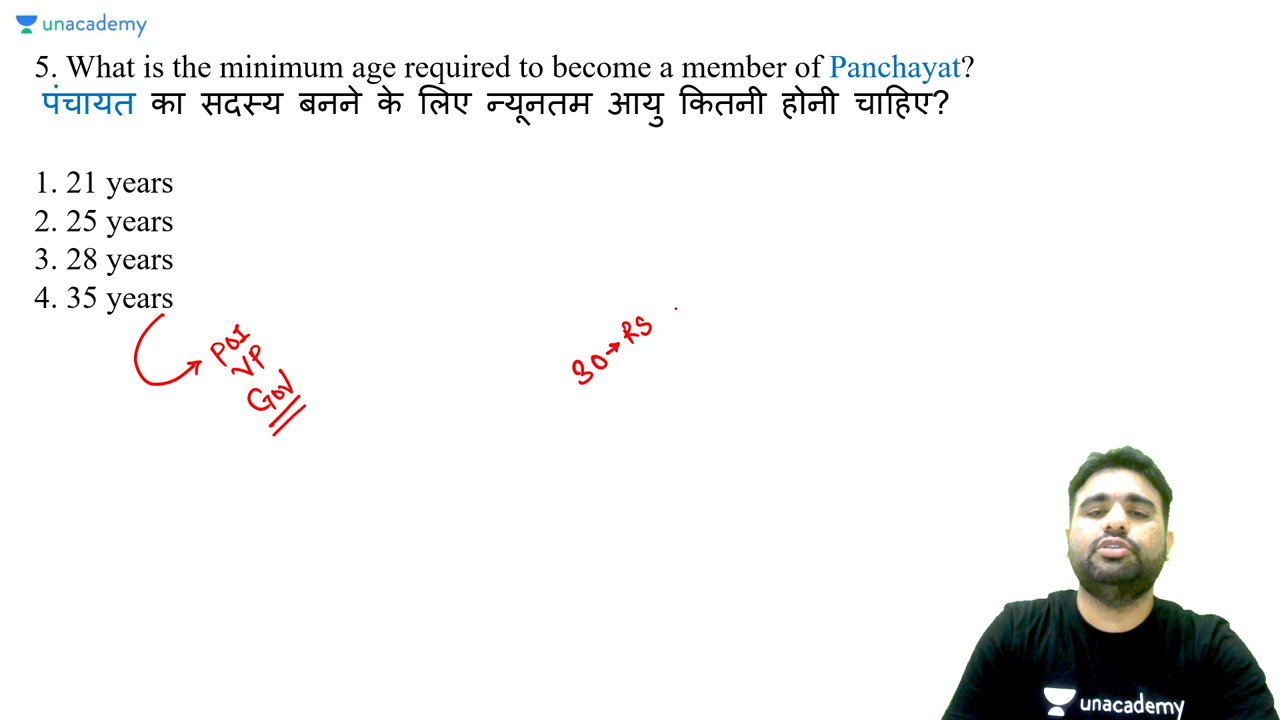 unacademy
5. What is the minimum age required to become a member of Panchayat?
पंचायत का सदस्य बनने के लिए न्यूनतम आयु कितनी होनी चाहिए?
1. 21 years
2. 25 years
3. 28 years
4. 35 years
POI
VP
Gov
30→RS
unacademy